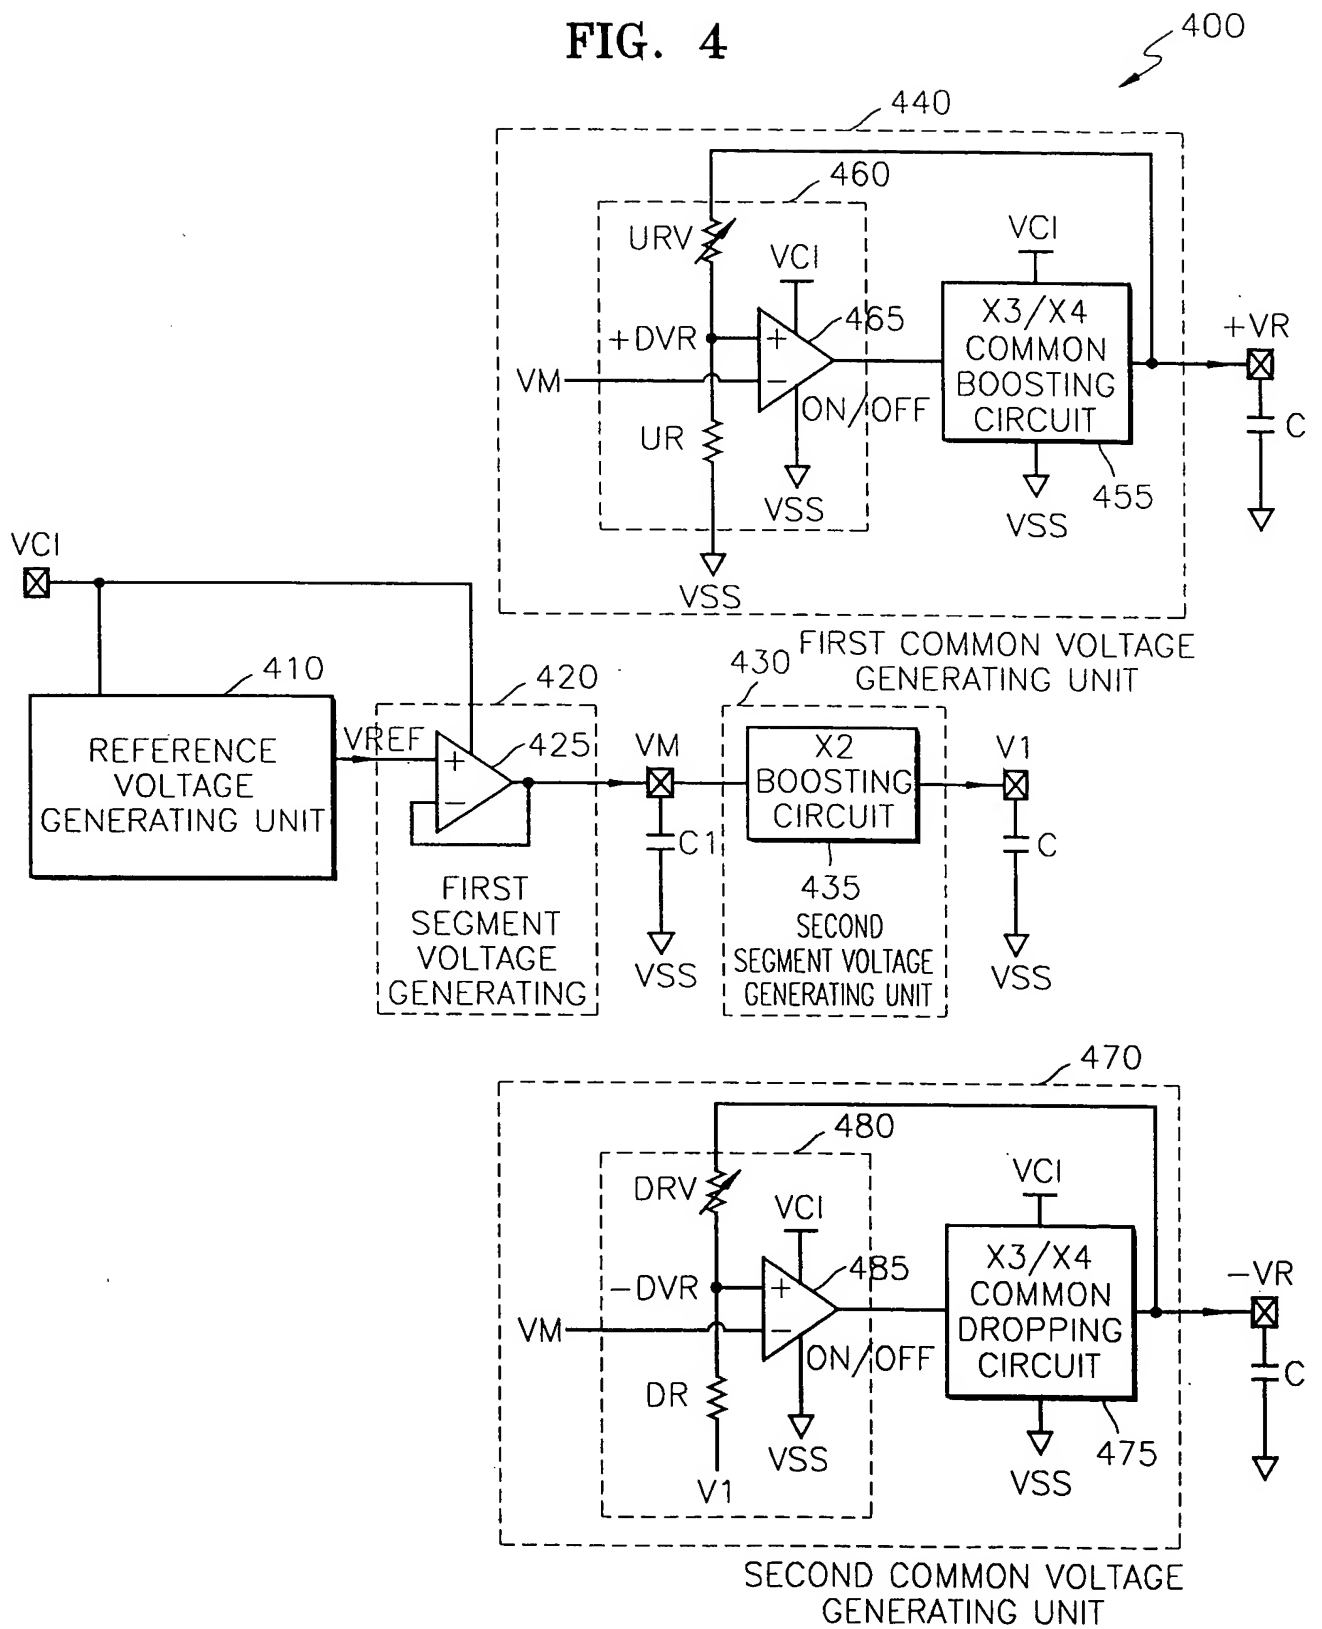 FIG. 4
400
440
460
URV
VCI
VCI
465
X3/X4
COMMON
BOOSTING
CIRCUIT
+VR
+DVR
+
VM
−
ON/OFF
UR
C
455
VSS
VSS
VSS
VCI
FIRST COMMON VOLTAGE
GENERATING UNIT
410
420
430
REFERENCE
VOLTAGE
GENERATING UNIT
VREF
+
−
425
VM
X2
BOOSTING
CIRCUIT
V1
C1
C
435
FIRST
SEGMENT
VOLTAGE
GENERATING
VSS
SECOND
SEGMENT VOLTAGE
GENERATING UNIT
VSS
470
480
DRV
VCI
VCI
485
X3/X4
COMMON
DROPPING
CIRCUIT
−VR
−DVR
+
VM
−
ON/OFF
DR
C
475
VSS
VSS
V1
SECOND COMMON VOLTAGE
GENERATING UNIT